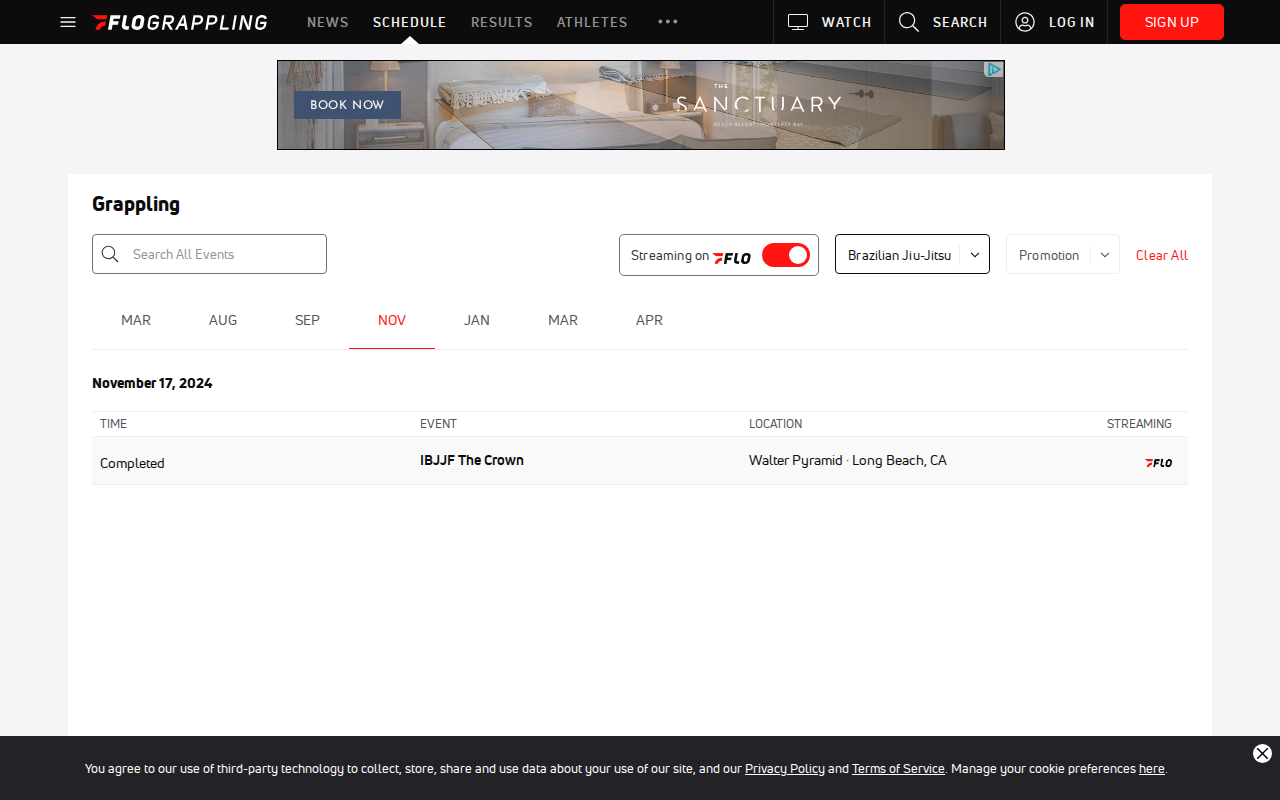 FLOGRAPPLING NEWS SCHEDULE RESULTS ATHLETES WATCH SEARCH LOG IN SIGN UP
BOOK NOW
THE
SANCTUARY
BEACH RESORT · MONTEREY BAY
Grappling
Search All Events
Streaming on FLO
Brazilian Jiu-Jitsu
Promotion
Clear All
MAR AUG SEP NOV JAN MAR APR
November 17, 2024
TIME EVENT LOCATION STREAMING
Completed IBJJF The Crown Walter Pyramid · Long Beach, CA FLO
You agree to our use of third-party technology to collect, store, share and use data about your use of our site, and our Privacy Policy and Terms of Service. Manage your cookie preferences here.